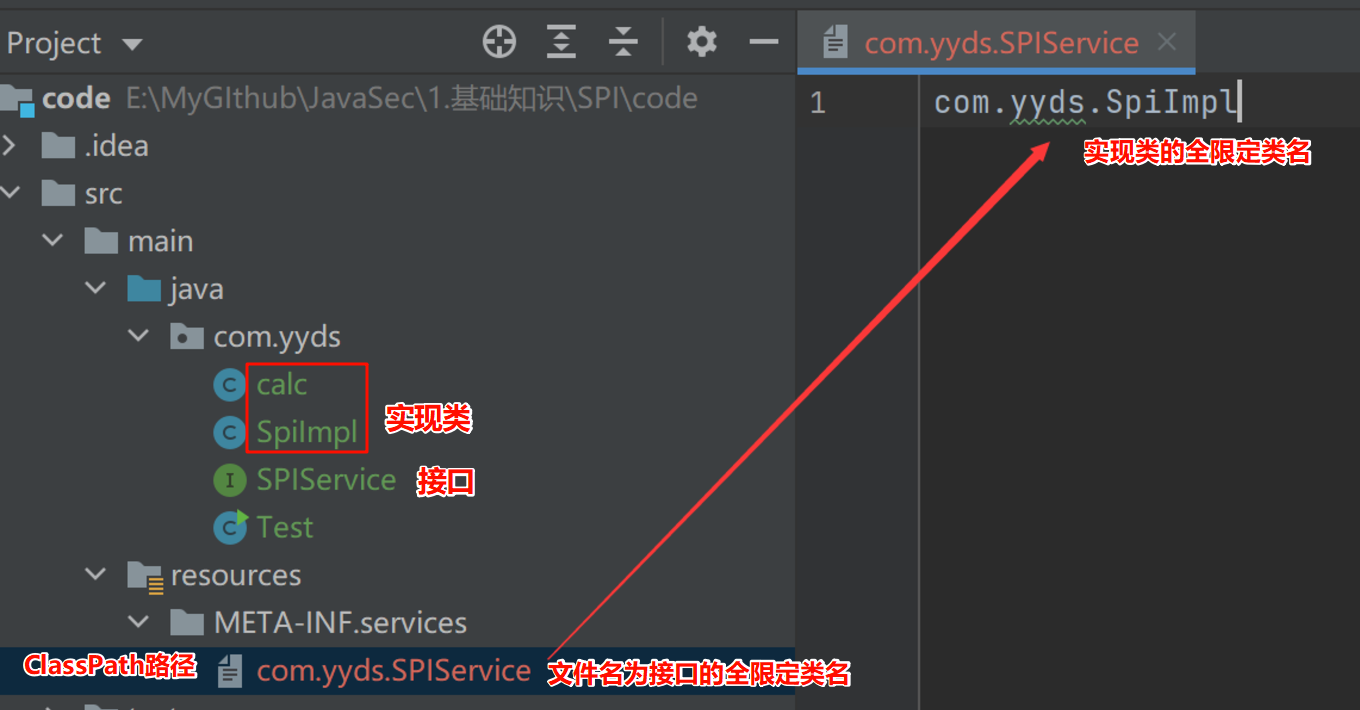 Project
com.yyds.SPIService
code E:\MyGIthub\JavaSec\1.基础知识\SPI\code
1 com.yyds.SpiImpl
.idea
实现类的全限定类名
src
main
java
com.yyds
calc
SpiImpl
实现类
SPIService 接口
Test
resources
META-INF.services
ClassPath路径 com.yyds.SPIService 文件名为接口的全限定类名